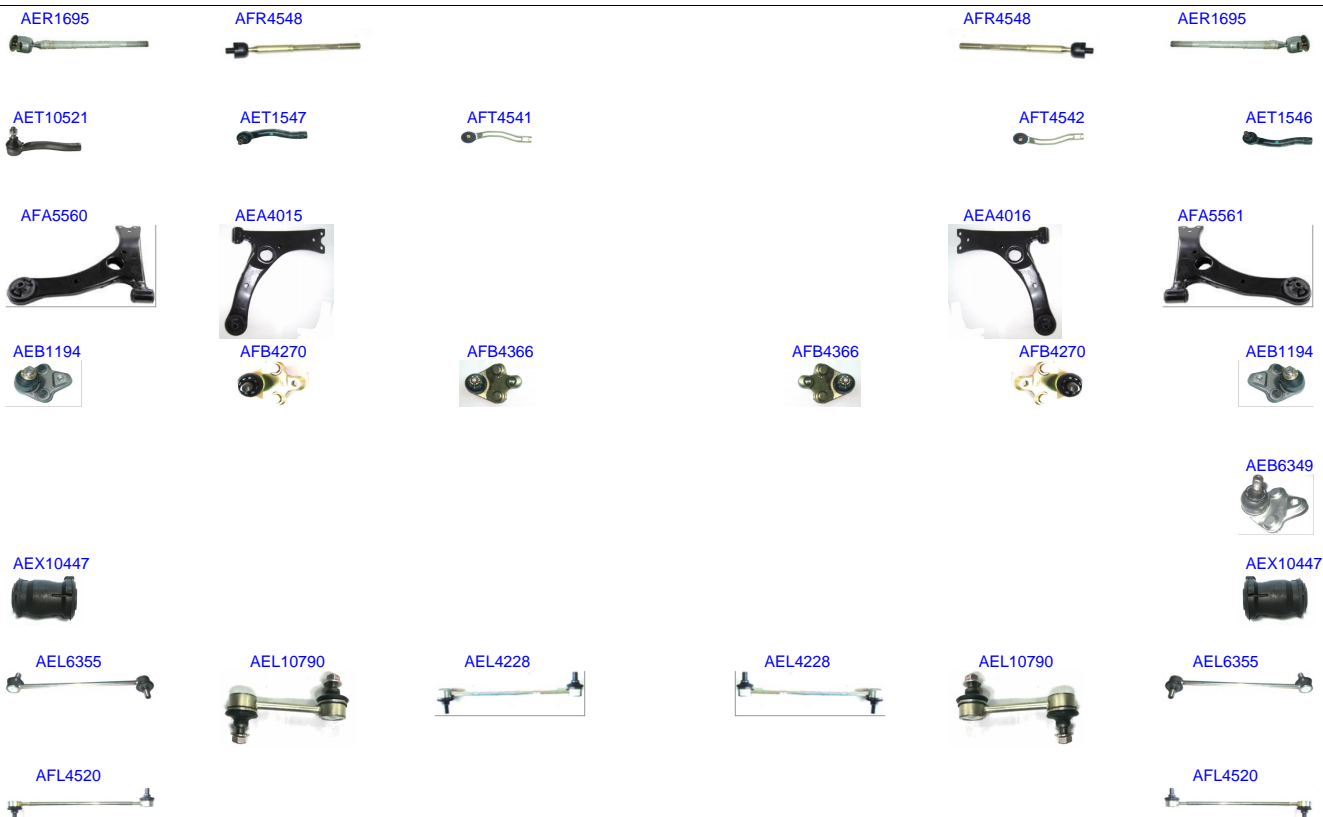 AER1695 AFR4548 AFR4548 AER1695
AET10521 AET1547 AFT4541 AFT4542 AET1546
AFA5560 AEA4015 AEA4016 AFA5561
AEB1194 AFB4270 AFB4366 AFB4366 AFB4270 AEB1194
AEB6349
AEX10447 AEX10447
AEL6355 AEL10790 AEL4228 AEL4228 AEL10790 AEL6355
AFL4520 AFL4520